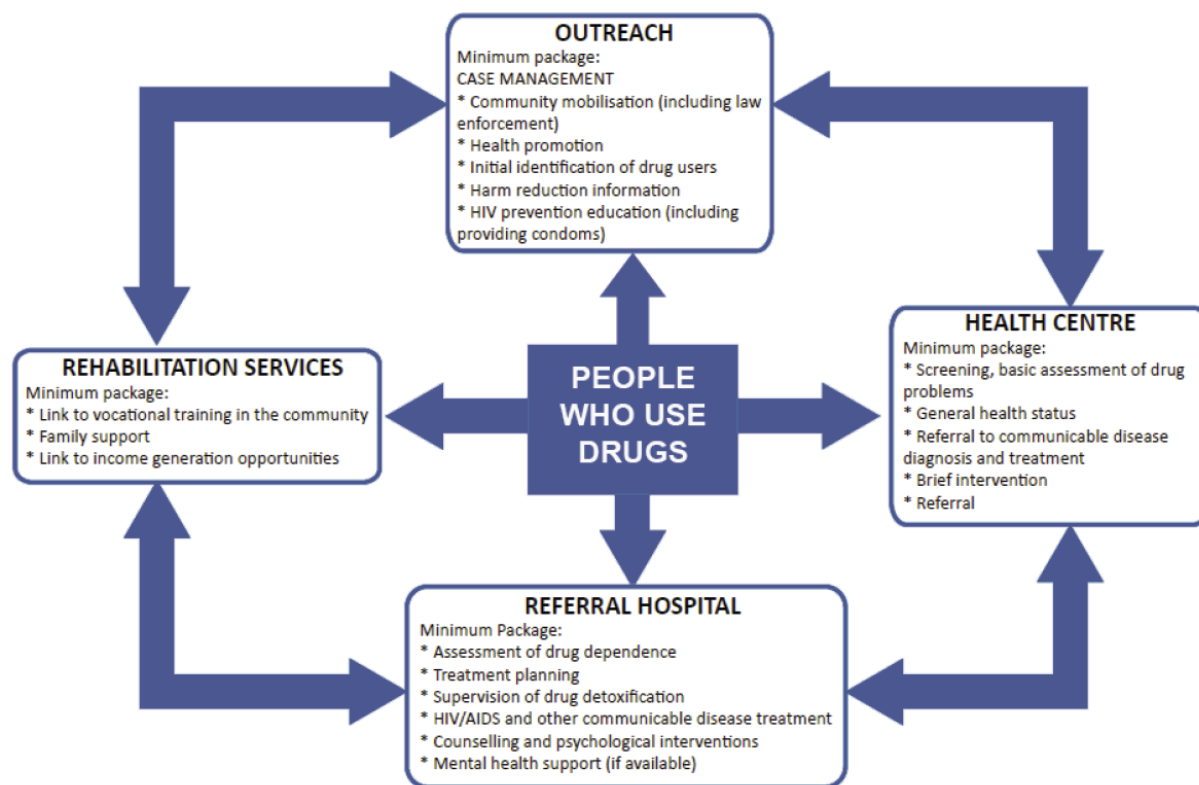 OUTREACH
Minimum package:
CASE MANAGEMENT
* Community mobilisation (including law
enforcement)
* Health promotion
* Initial identification of drug users
* Harm reduction information
* HIV prevention education (including
providing condoms)
REHABILITATION SERVICES
Minimum package:
* Link to vocational training in the community
* Family support
* Link to income generation opportunities
PEOPLE
WHO USE
DRUGS
HEALTH CENTRE
Minimum package:
* Screening, basic assessment of drug
problems
* General health status
* Referral to communicable disease
diagnosis and treatment
* Brief intervention
* Referral
REFERRAL HOSPITAL
Minimum Package:
* Assessment of drug dependence
* Treatment planning
* Supervision of drug detoxification
* HIV/AIDS and other communicable disease treatment
* Counselling and psychological interventions
* Mental health support (if available)